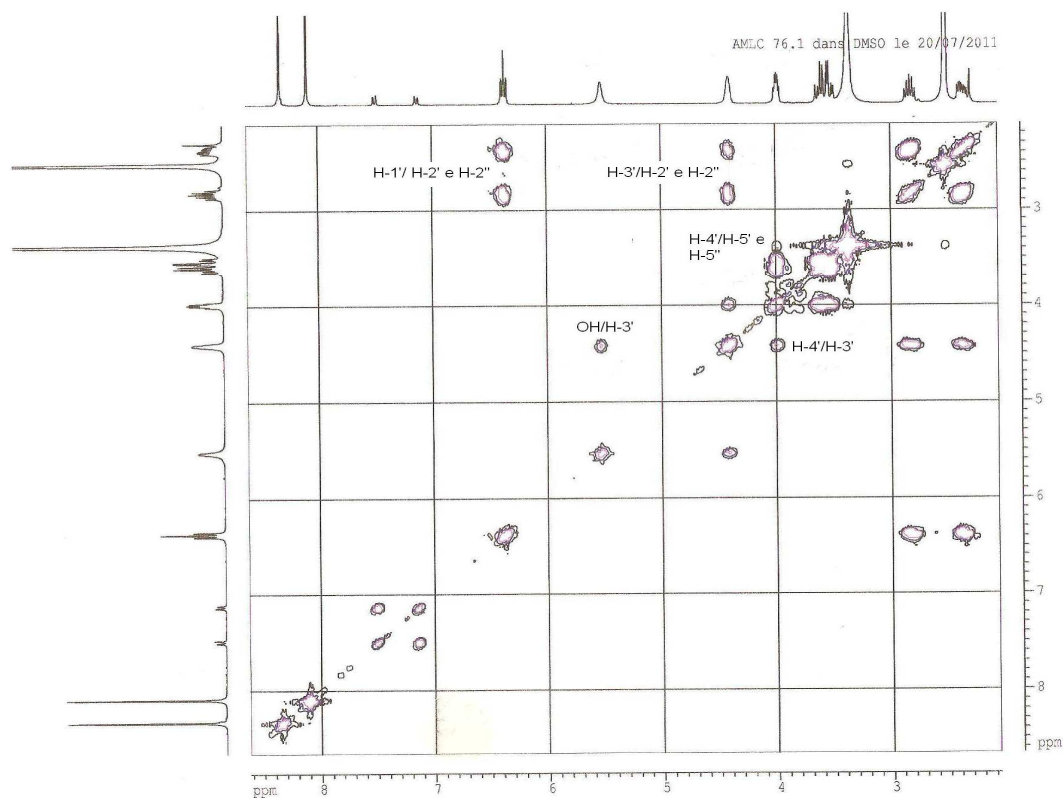 AMLC 76.1 dans DMSO le 20/07/2011
H-1'/ H-2' e H-2"
H-3'/H-2' e H-2"
H-4'/H-5' e
H-5"
OH/H-3'
H-4'/H-3'
3
4
5
6
7
8
ppm
ppm
8
7
6
5
4
3